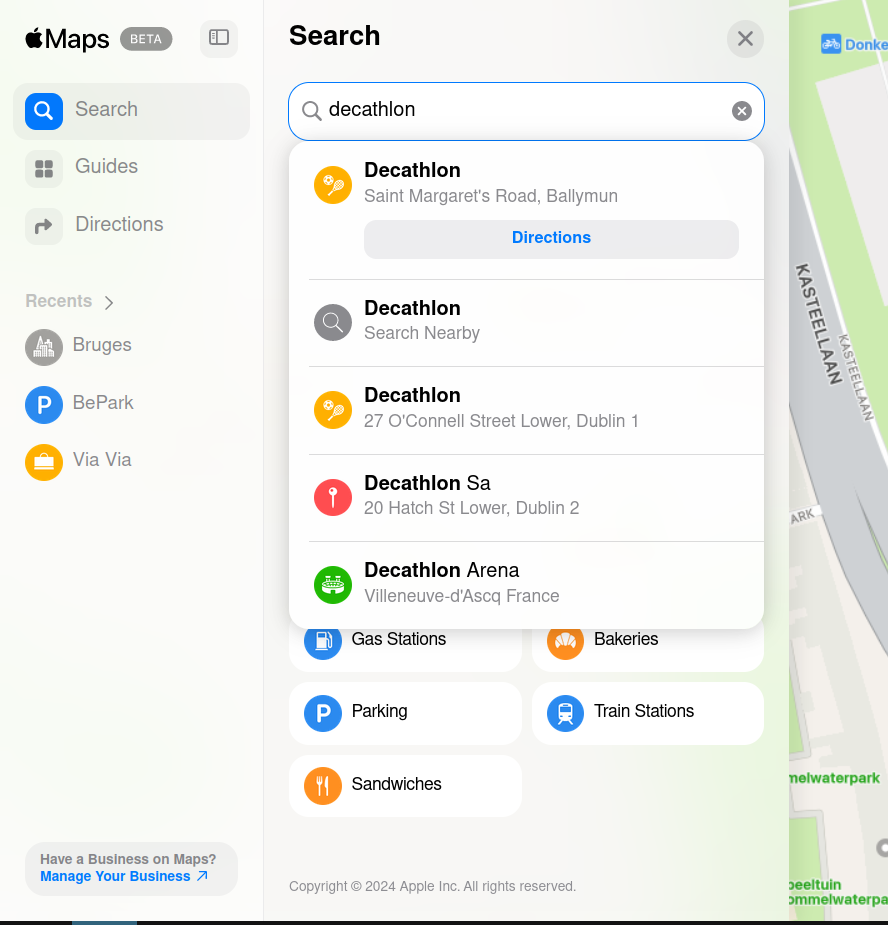 Maps BETA
Search
Guides
Directions
Recents
Bruges
P BePark
Via Via
Have a Business on Maps?
Manage Your Business
Search
decathlon
Decathlon
Saint Margaret's Road, Ballymun
Directions
Decathlon
Search Nearby
Decathlon
27 O'Connell Street Lower, Dublin 1
Decathlon Sa
20 Hatch St Lower, Dublin 2
Decathlon Arena
Villeneuve-d'Ascq France
Gas Stations
Bakeries
P Parking
Train Stations
Sandwiches
Copyright © 2024 Apple Inc. All rights reserved.
Donke
KASTEELLAAN
KASTEELLAAN
ARK
melwaterpark
peeltuin
ommelwaterpa